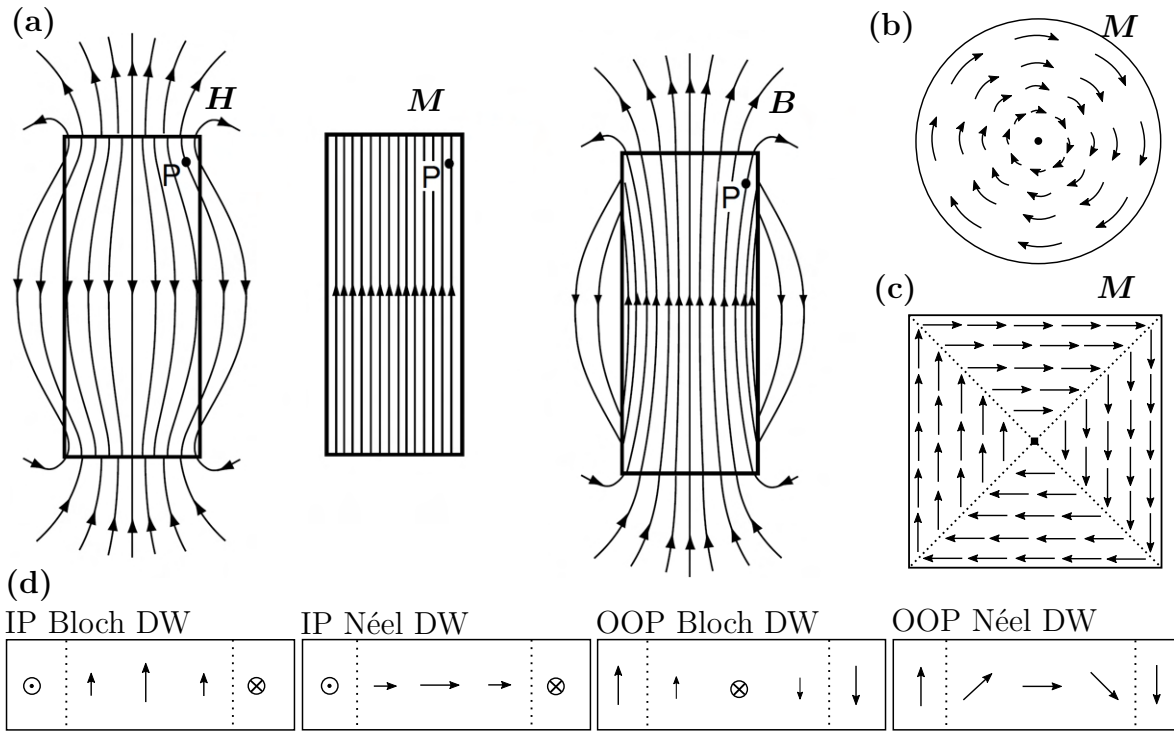 (a)
H
M
B
P
P
P
(b)
M
(c)
M
(d)
IP Bloch DW
IP Néel DW
OOP Bloch DW
OOP Néel DW